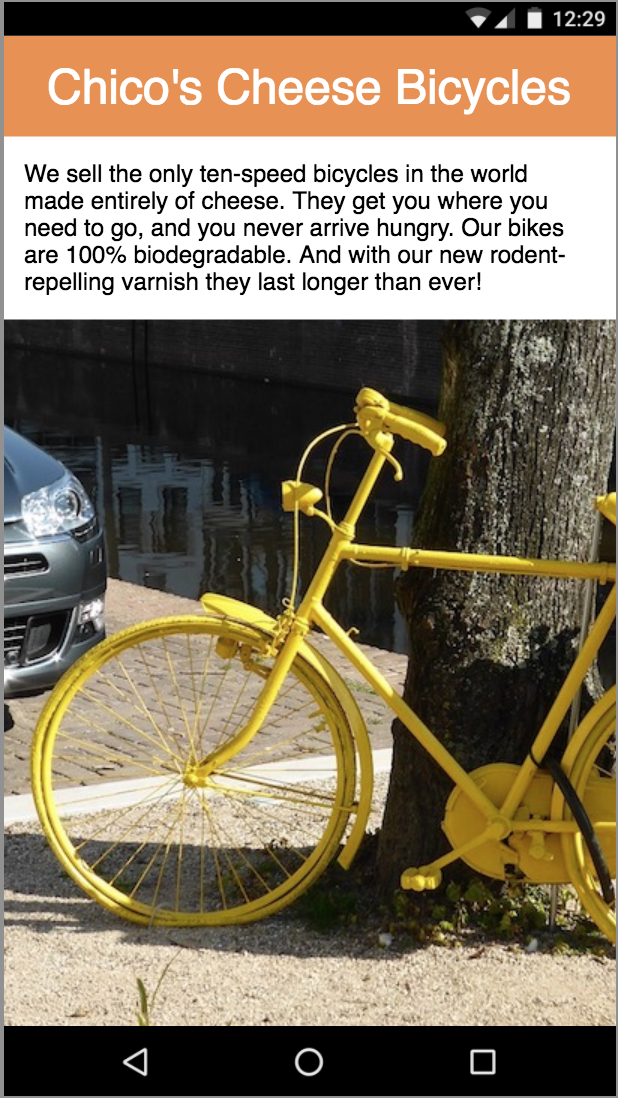 12:29
Chico's Cheese Bicycles
We sell the only ten-speed bicycles in the world
made entirely of cheese. They get you where you
need to go, and you never arrive hungry. Our bikes
are 100% biodegradable. And with our new rodent-
repelling varnish they last longer than ever!